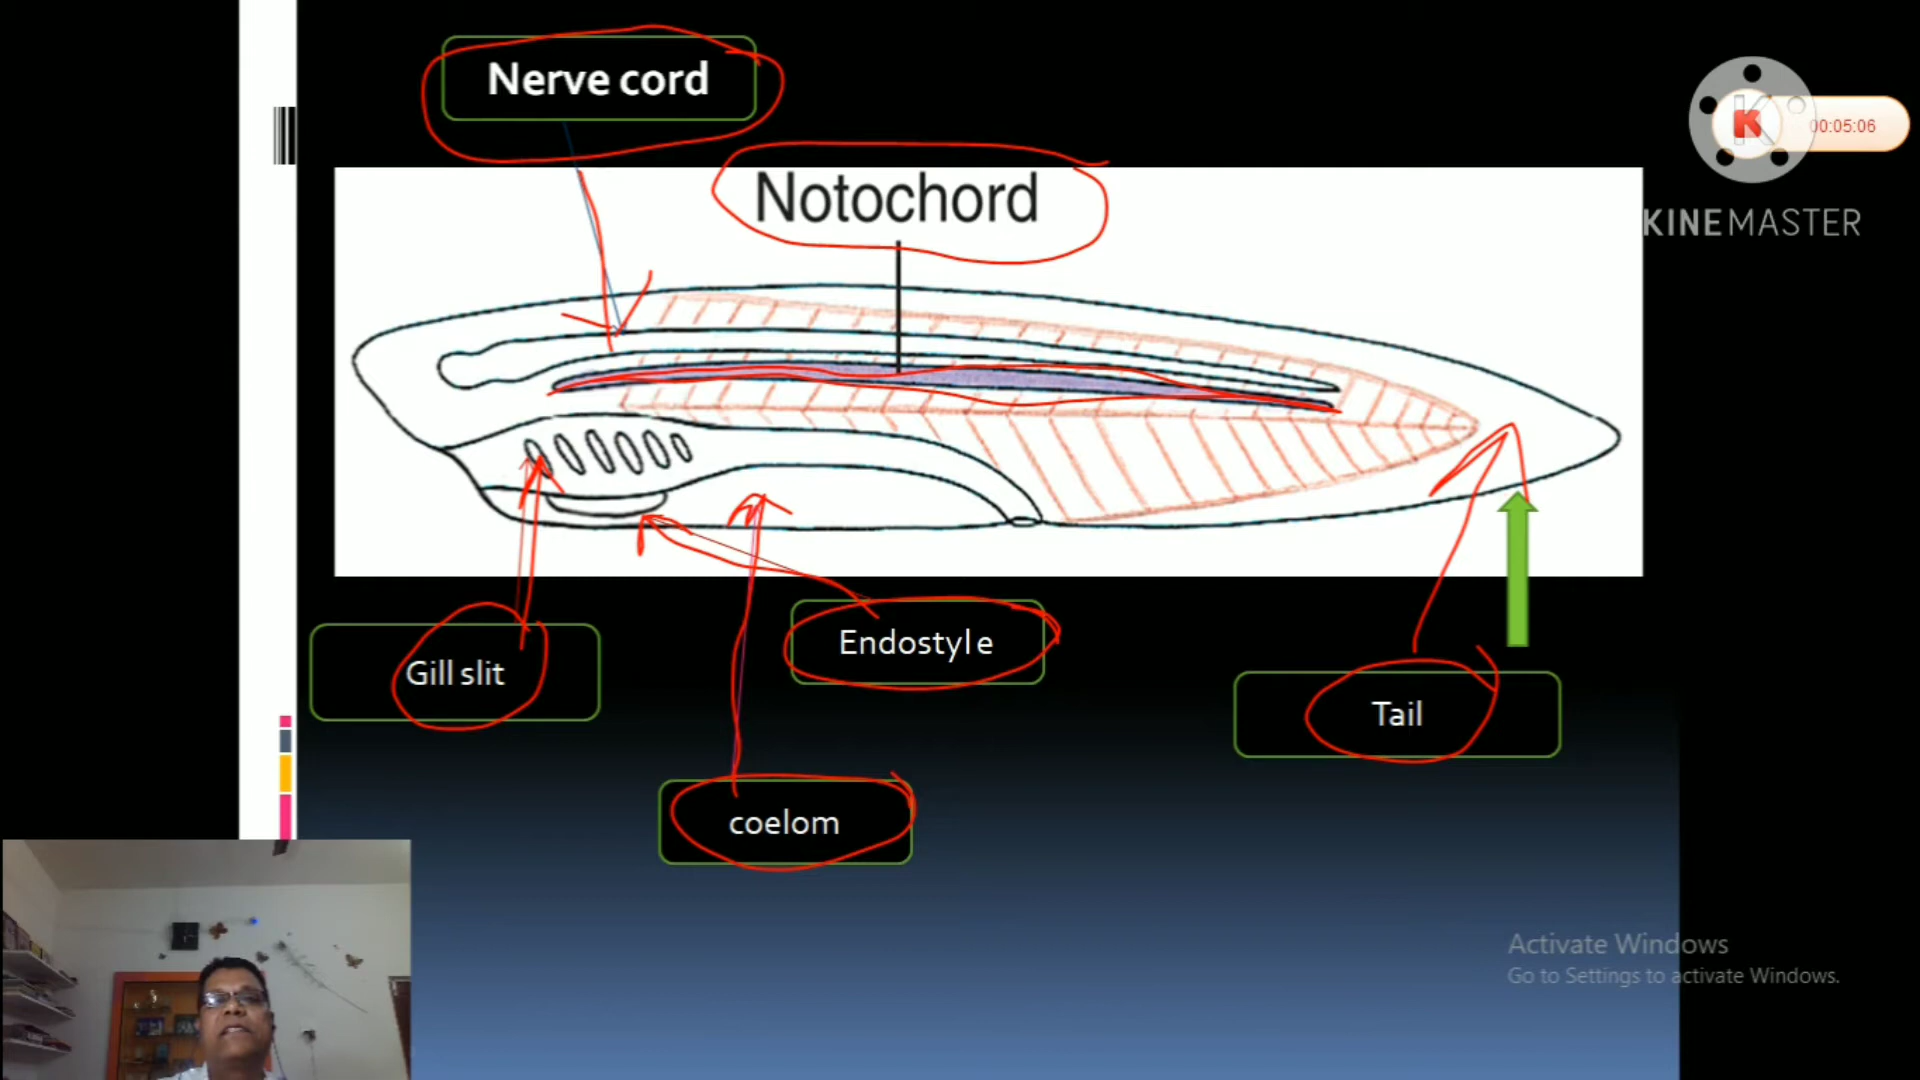 Nerve cord
Notochord
K
00:05:06
KINEMASTER
Gill slit
Endostyle
Tail
coelom
Activate Windows
Go to Settings to activate Windows.